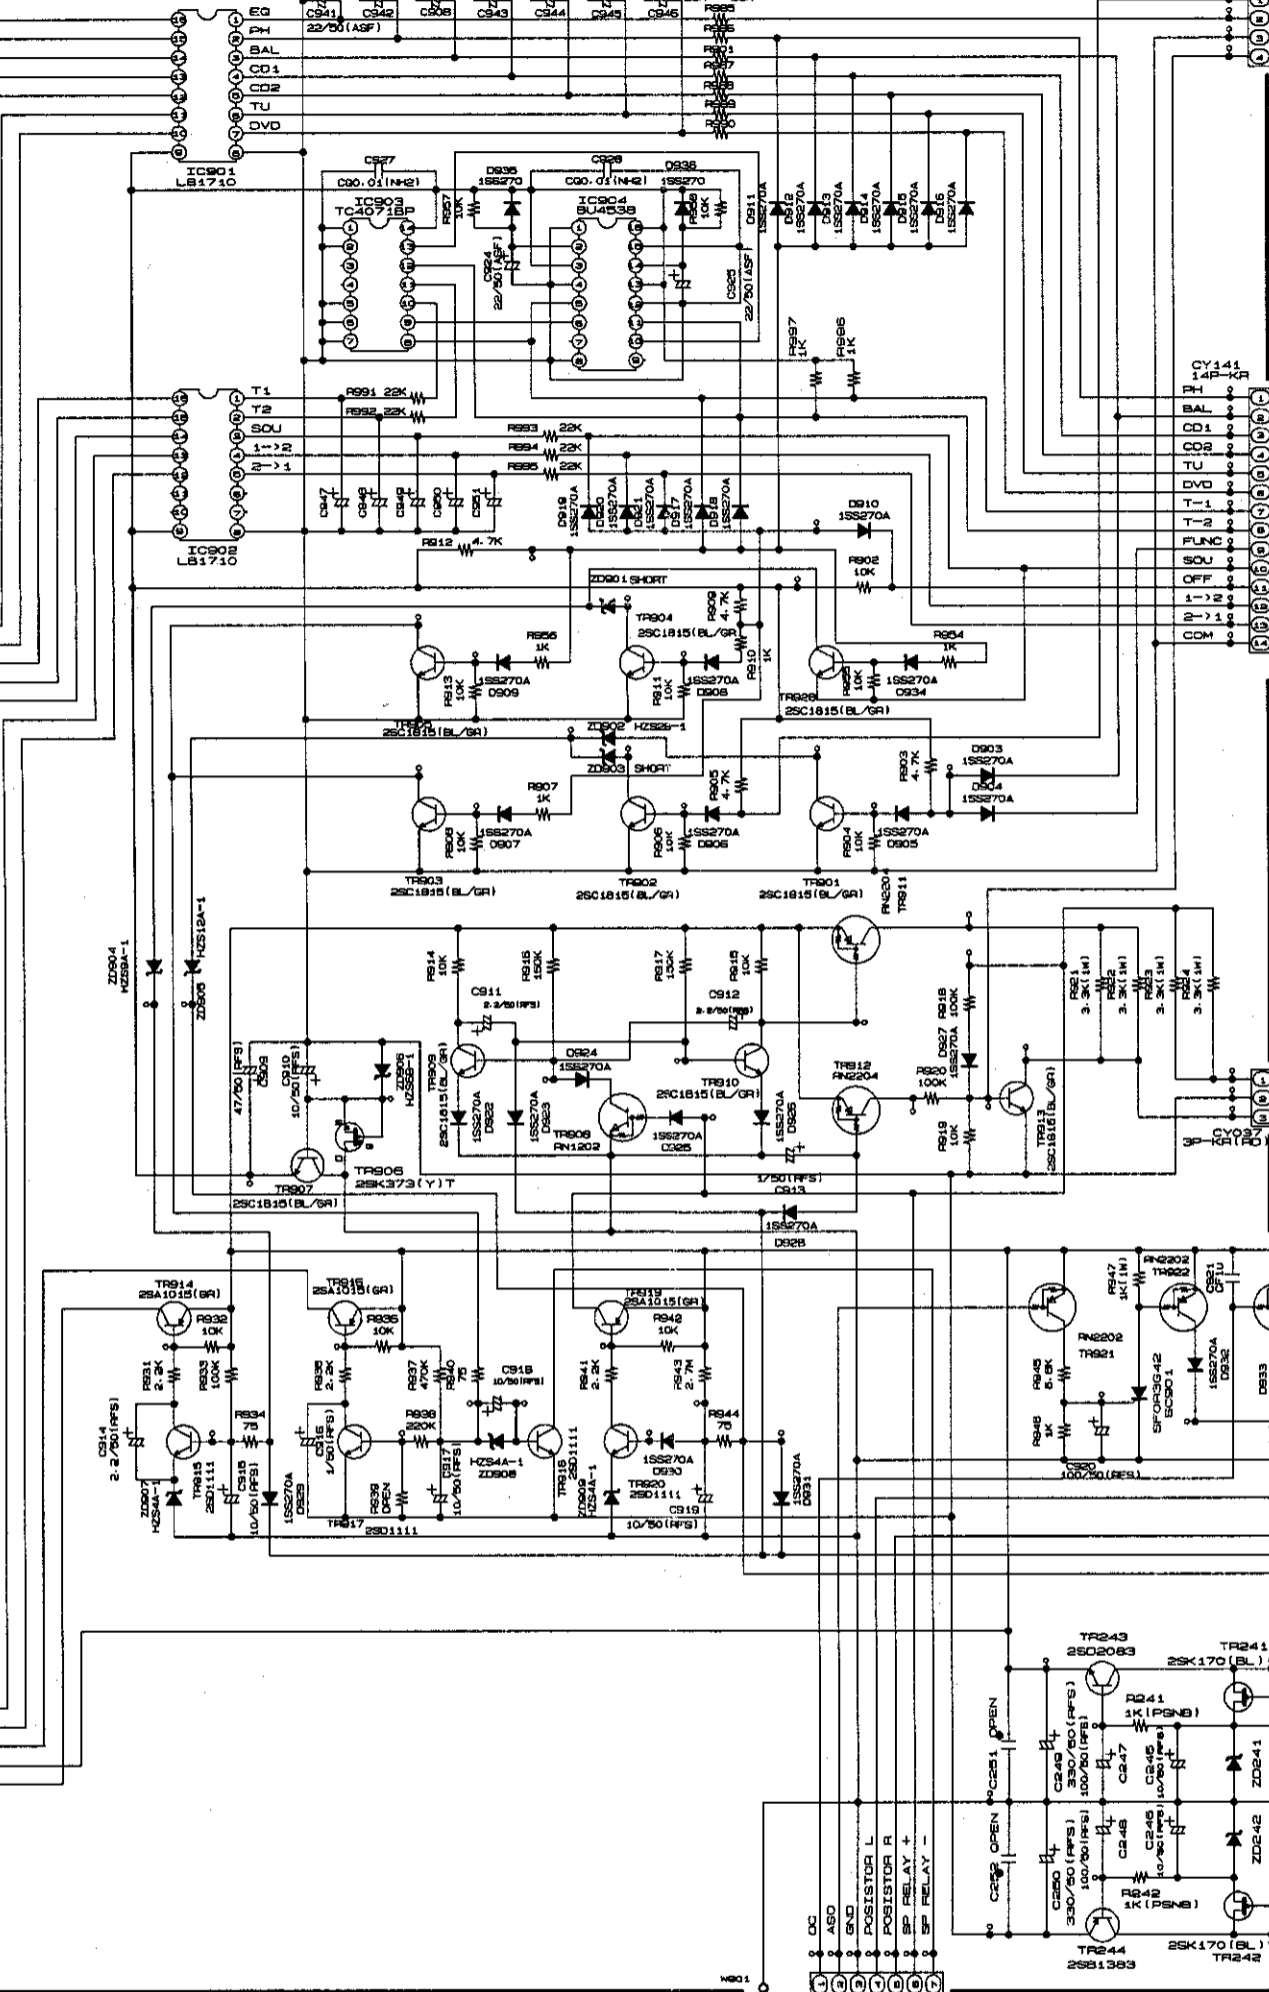 C941
C942
C943
C944
C945
C946
22/50(ASF)
EQ
PH
BAL
CD1
CD2
TU
DVD
R985
R901
IC901
LB1710
C927
CQ0.01(NH2)
IC903
TC4071BP
R957
10K
D935
1SS270
C924
22/50(ASF)
C926
CQ0.01(NH2)
IC904
BU4538
D936
1SS270
R958
10K
C925
22/50(ASF)
D911
1SS270A
D912
1SS270A
D913
1SS270A
D914
1SS270A
D915
1SS270A
D916
1SS270A
R997
1K
R996
1K
CY141
14P-KR
PH
BAL
CD1
CD2
TU
DVD
T-1
T-2
FUNC
SOU
OFF
1->2
2->1
COM
T1
T2
SOU
1->2
2->1
IC902
LB1710
R991 22K
R992 22K
R993 22K
R994 22K
R995 22K
C947
C948
C949
C950
C951
R912 4.7K
D919
1SS270A
D920
1SS270A
D921
1SS270A
D917
1SS270A
D918
1SS270A
D910
1SS270A
R902
10K
ZD901 SHORT
TR904
2SC1815(BL/GR)
R909
4.7K
R910
1K
R956
1K
R913
10K
1SS270A
D909
R911
10K
1SS270A
D908
R954
1K
R955
10K
1SS270A
D934
TR905
2SC1815(BL/GR)
TR928
2SC1815(BL/GR)
ZD902
HZS2B-1
ZD903
SHORT
R907
1K
R908
10K
1SS270A
D907
R905
4.7K
R906
10K
1SS270A
D906
R903
4.7K
D903
1SS270A
D904
1SS270A
R904
10K
1SS270A
D905
TR903
2SC1815(BL/GR)
TR902
2SC1815(BL/GR)
TR901
2SC1815(BL/GR)
RN2204
TR911
ZD904
HZS9A-1
HZS12A-1
ZD905
R914
10K
R916
150K
R917
150K
R915
10K
C911
2.2/50(RFS)
C912
2.2/50(RFS)
R918
100K
D927
1SS270A
R921
3.3K(1W)
R922
3.3K(1W)
R923
3.3K(1W)
R924
3.3K(1W)
47/50(RFS)
C909
C910
10/50(RFS)
ZD906
HZS6B-1
TR909
2SC1815(BL/GR)
1SS270A
D922
1SS270A
D923
D924
1SS270A
TR908
RN1202
1SS270A
D925
TR910
2SC1815(BL/GR)
1SS270A
D926
TR912
RN2204
R920
100K
R919
10K
TR913
2SC1815(BL/GR)
TR906
2SK373(Y)T
TR907
2SC1815(BL/GR)
1/50(RFS)
C913
1SS270A
D928
TR914
2SA1015(GR)
R932
10K
R931
2.2K
R933
100K
R934
75
C914
2.2/50(RFS)
ZD907
HZS4A-1
TR915
2SD1111
C915
10/50(RFS)
1SS270A
D929
TR916
2SA1015(GR)
10K
2.2K
R937
470K
R940
75
C916
1/50(RFS)
220K
R939
OPEN
C917
10/50(RFS)
TR917
2SD1111
C918
10/50(RFS)
HZS4A-1
ZD908
TR918
2SD1111
TR919
2SA1015(GR)
R942
10K
R941
2.2K
R943
2.7M
R944
75
1SS270A
D930
TR920
2SD1111
ZD909
HZS4A-1
C919
10/50(RFS)
1SS270A
D931
RN2202
TR921
R945
5.6K
R946
1K
C920
100/50(RFS)
R947
1K(1W)
RN2202
TR922
SF0R3G42
SC901
1SS270A
D932
C921
D933
TR243
2SD2083
TR241
2SK170(BL)
R241
1K(PSNB)
C251 OPEN
C249
330/50(RFS)
100/50(RFS)
C247
C245
10/50(RFS)
ZD241
C252 OPEN
C250
330/50(RFS)
100/50(RFS)
C248
C246
10/50(RFS)
ZD242
R242
1K(PSNB)
TR244
2SB1383
2SK170(BL)
TR242
W901
OC
ASO
GND
POSISTOR L
POSISTOR R
SP RELAY +
SP RELAY -